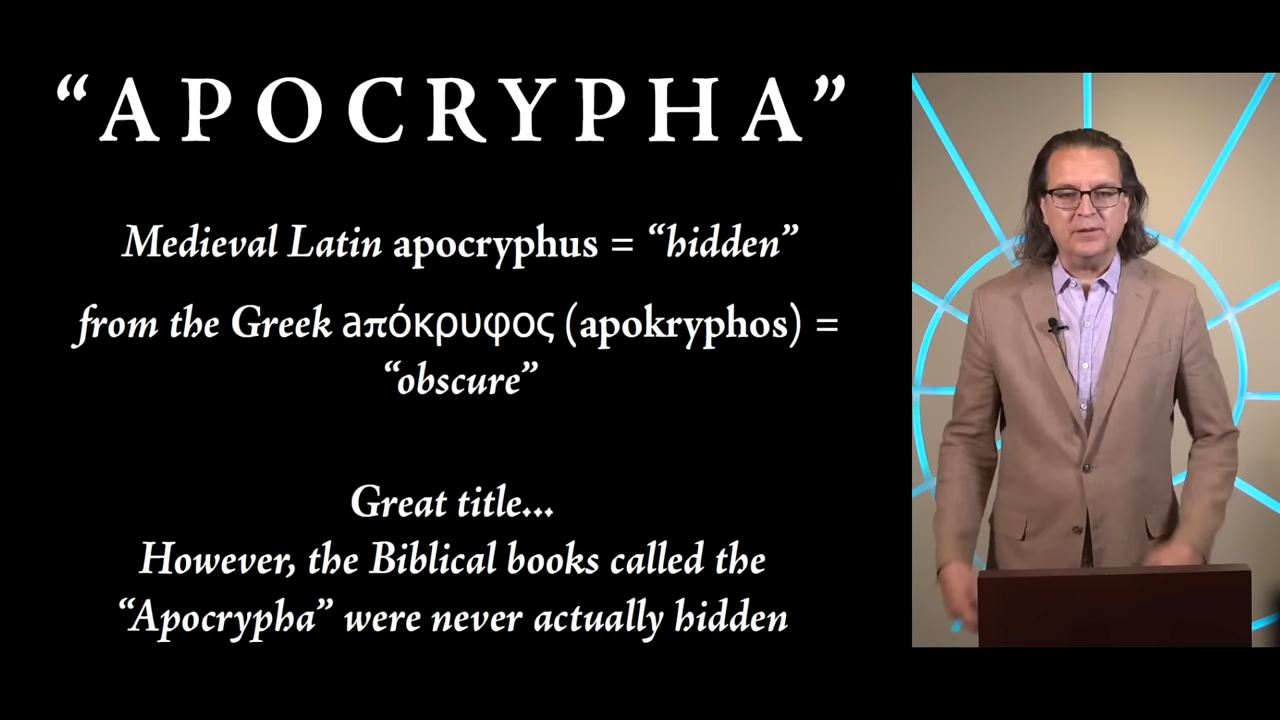 “APOCRYPHA”
Medieval Latin apocryphus = “hidden”
from the Greek απόκρυφος (apokryphos) =
“obscure”
Great title...
However, the Biblical books called the
“Apocrypha” were never actually hidden